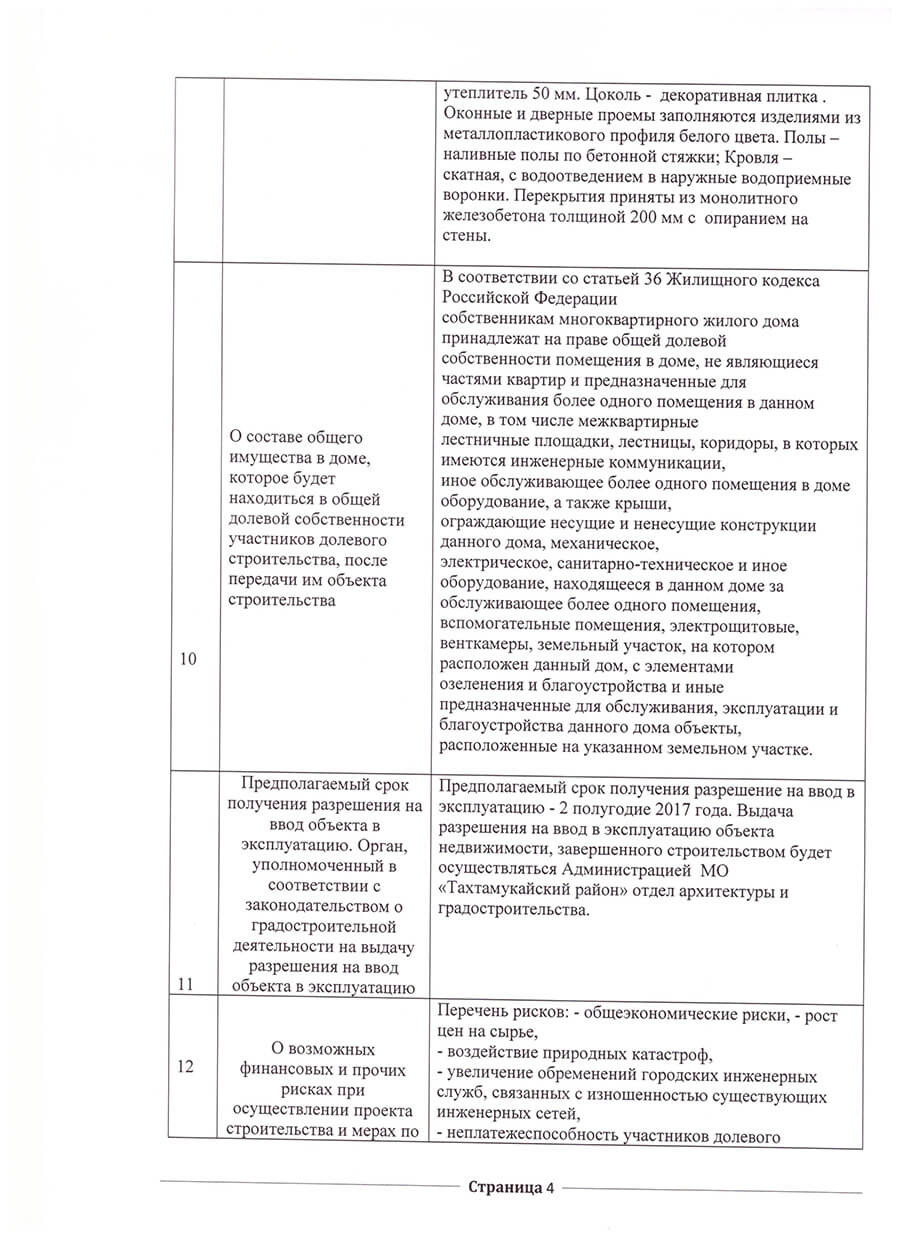 утеплитель 50 мм. Цоколь - декоративная плитка .
Оконные и дверные проемы заполняются изделиями из
металлопластикового профиля белого цвета. Полы –
наливные полы по бетонной стяжки; Кровля –
скатная, с водоотведением в наружные водоприемные
воронки. Перекрытия приняты из монолитного
железобетона толщиной 200 мм с опиранием на
стены.
10
О составе общего
имущества в доме,
которое будет
находиться в общей
долевой собственности
участников долевого
строительства, после
передачи им объекта
строительства
В соответствии со статьей 36 Жилищного кодекса
Российской Федерации
собственникам многоквартирного жилого дома
принадлежат на праве общей долевой
собственности помещения в доме, не являющиеся
частями квартир и предназначенные для
обслуживания более одного помещения в данном
доме, в том числе межквартирные
лестничные площадки, лестницы, коридоры, в которых
имеются инженерные коммуникации,
иное обслуживающее более одного помещения в доме
оборудование, а также крыши,
ограждающие несущие и ненесущие конструкции
данного дома, механическое,
электрическое, санитарно-техническое и иное
оборудование, находящееся в данном доме за
обслуживающее более одного помещения,
вспомогательные помещения, электрощитовые,
венткамеры, земельный участок, на котором
расположен данный дом, с элементами
озеленения и благоустройства и иные
предназначенные для обслуживания, эксплуатации и
благоустройства данного дома объекты,
расположенные на указанном земельном участке.
11
Предполагаемый срок
получения разрешения на
ввод объекта в
эксплуатацию. Орган,
уполномоченный в
соответствии с
законодательством о
градостроительной
деятельности на выдачу
разрешения на ввод
объекта в эксплуатацию
Предполагаемый срок получения разрешение на ввод в
эксплуатацию - 2 полугодие 2017 года. Выдача
разрешения на ввод в эксплуатацию объекта
недвижимости, завершенного строительством будет
осуществляться Администрацией МО
«Тахтамукайский район» отдел архитектуры и
градостроительства.
12
О возможных
финансовых и прочих
рисках при
осуществлении проекта
строительства и мерах по
Перечень рисков: - общеэкономические риски, - рост
цен на сырье,
- воздействие природных катастроф,
- увеличение обременений городских инженерных
служб, связанных с изношенностью существующих
инженерных сетей,
- неплатежеспособность участников долевого
Страница 4